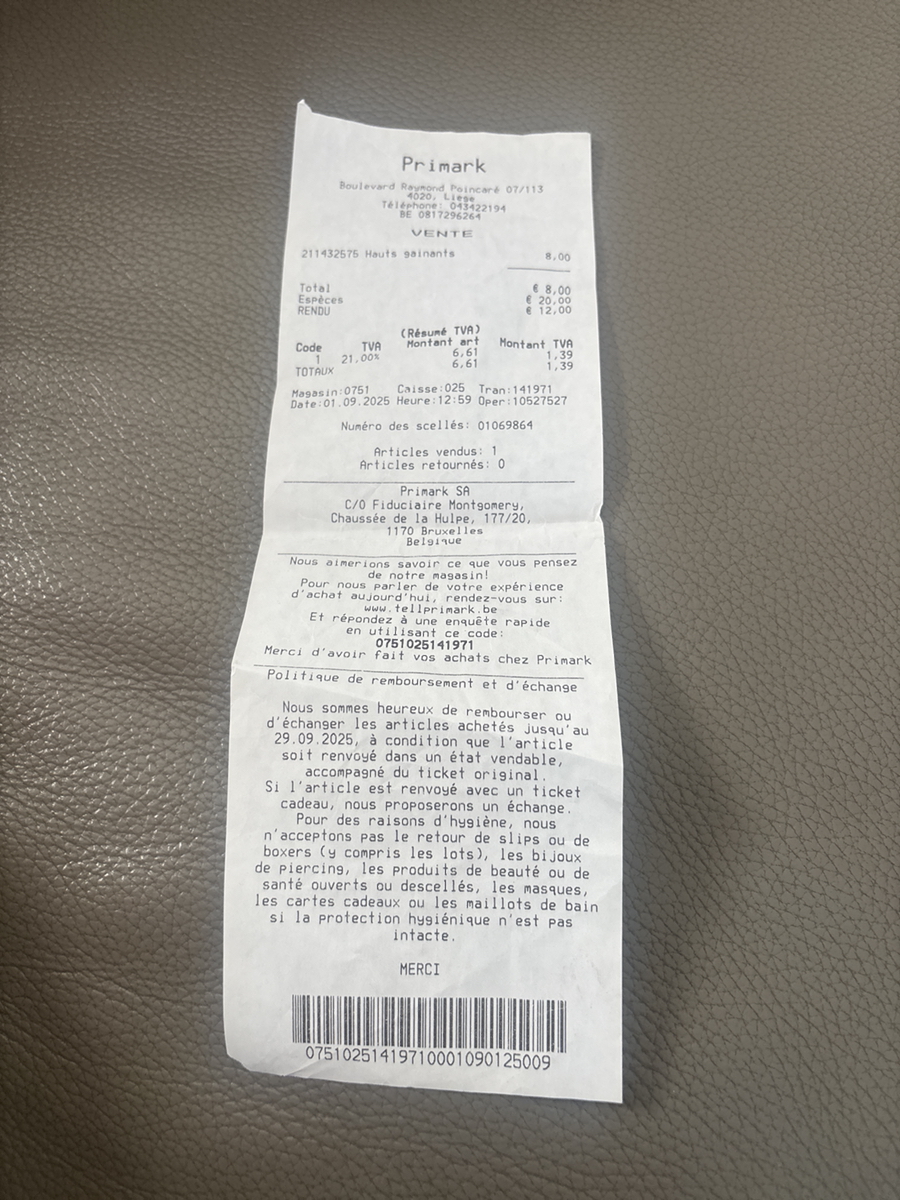 Primark
Boulevard Raymond Poincaré 07/113
4020, Liege
Téléphone: 043422194
BE 0817296264
VENTE
211432575 Hauts gainants 8,00
Total € 8,00
Espèces € 20,00
RENDU € 12,00
(Résumé TVA)
Code TVA Montant art Montant TVA
1 21,00% 6,61 1,39
TOTAUX 6,61 1,39
Magasin:0751 Caisse:025 Tran:141971
Date:01.09.2025 Heure:12:59 Oper:10527527
Numéro des scellés: 01069864
Articles vendus: 1
Articles retournés: 0
Primark SA
C/O Fiduciaire Montgomery,
Chaussée de la Hulpe, 177/20,
1170 Bruxelles
Belgique
Nous aimerions savoir ce que vous pensez
de notre magasin!
Pour nous parler de votre expérience
d'achat aujourd'hui, rendez-vous sur:
www.tellprimark.be
Et répondez à une enquête rapide
en utilisant ce code:
0751025141971
Merci d'avoir fait vos achats chez Primark
Politique de remboursement et d'échange
Nous sommes heureux de rembourser ou
d'échanger les articles achetés jusqu'au
29.09.2025, à condition que l'article
soit renvoyé dans un état vendable,
accompagné du ticket original.
Si l'article est renvoyé avec un ticket
cadeau, nous proposerons un échange.
Pour des raisons d'hygiène, nous
n'acceptons pas le retour de slips ou de
boxers (y compris les lots), les bijoux
de piercing, les produits de beauté ou de
santé ouverts ou descellés, les masques,
les cartes cadeaux ou les maillots de bain
si la protection hygiénique n'est pas
intacte.
MERCI
07510251419710001090125009